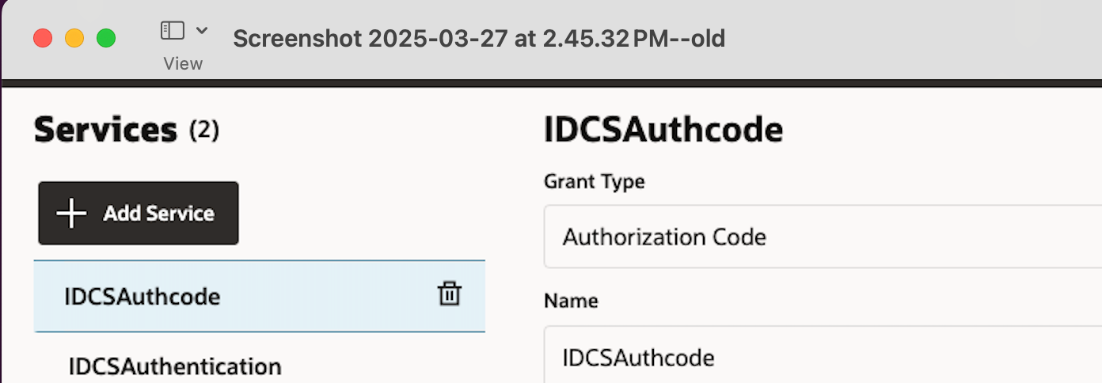 Screenshot 2025-03-27 at 2.45.32 PM--old
View
Services (2)
Add Service
IDCSAuthcode
IDCSAuthentication
IDCSAuthcode
Grant Type
Authorization Code
Name
IDCSAuthcode